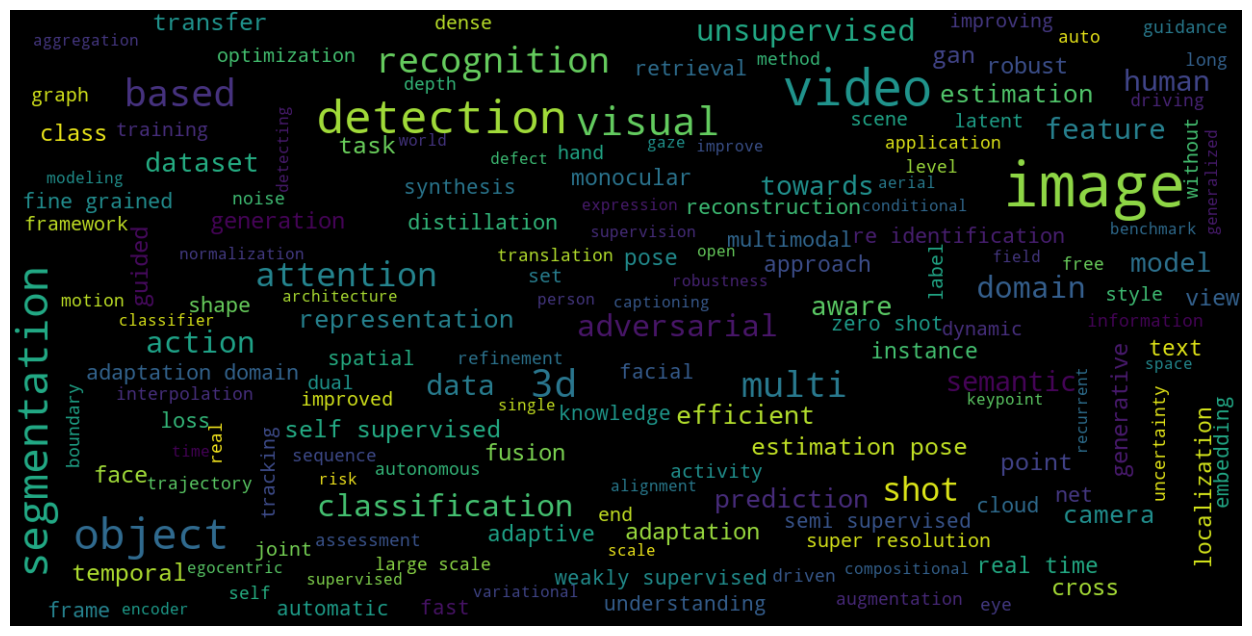 transfer dense unsupervised improving guidance
aggregation optimization recognition retrieval method gan robust auto long
graph based depth video estimation human driving
class training detecting detection visual scene latent feature
task world defect hand gaze improve application without generalized
dataset modeling synthesis monocular towards level aerial image
fine grained noise distillation expression reconstruction conditional
framework generation guided supervision multimodal re identification benchmark
normalization attention translation set pose open approach label field free model
motion shape architecture person captioning robustness domain style view
classifier representation adversarial aware zero shot dynamic information
segmentation action spatial refinement facial instance text
adaptation domain dual data 3d multi semantic space
interpolation improved single knowledge efficient keypoint recurrent generative
boundary loss real self supervised fusion estimation pose uncertainty localization embedding
time tracking sequence autonomous activity point
face trajectory risk alignment prediction shot net
object classification end semi supervised cloud camera
joint assessment adaptive scale adaptation super resolution
temporal egocentric large scale weakly supervised driven compositional real time
supervised self variational cross
frame encoder automatic fast understanding augmentation eye